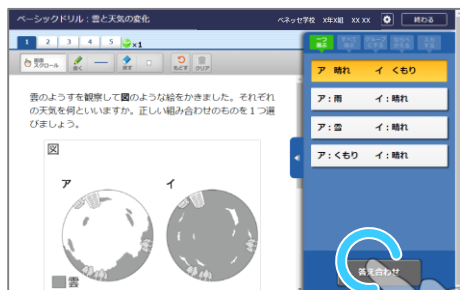 ベーシックドリル：雲と天気の変化
ベネッセ学校 x年x組 xx xx
終わる
1 2 3 4 5 ×1
スクロール
書く
消す
もどす
クリア
雲のようすを観察して図のような絵をかきました。それぞれ
の天気を何といいますか。正しい組み合わせのものを1つ選
びましょう。
図
ア イ
雲
一つ
選ぶ
ア 晴れ イ くもり
ア：雨 イ：晴れ
ア：雪 イ：晴れ
ア：くもり イ：晴れ
答え合わせ